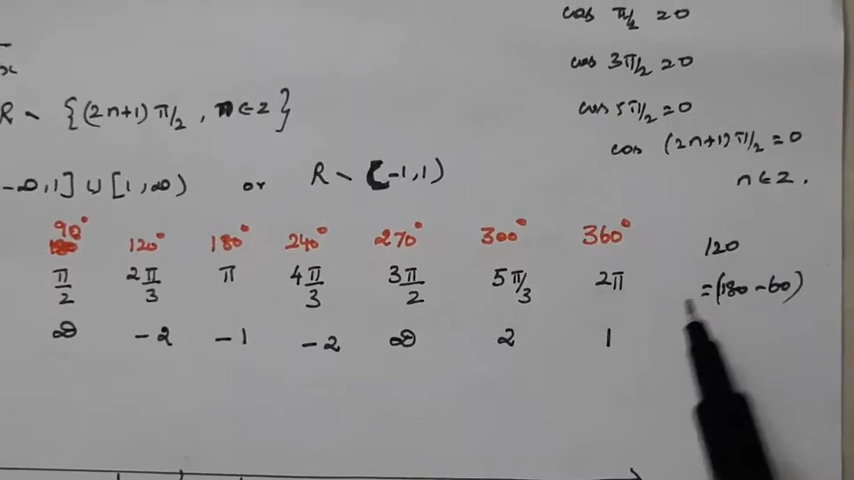 cos π/2 = 0
x
cos 3π/2 = 0
R ∖ {(2n+1) π/2 , n ∈ Z}
cos 5π/2 = 0
cos (2n+1) π/2 = 0
n ∈ Z.
-∞,1] ∪ [1,∞) or R ∖ (-1,1)
90° 120° 180° 240° 270° 300° 360° 120
π/2 2π/3 π 4π/3 3π/2 5π/3 2π =(180-60)
∞ -2 -1 -2 ∞ 2 1